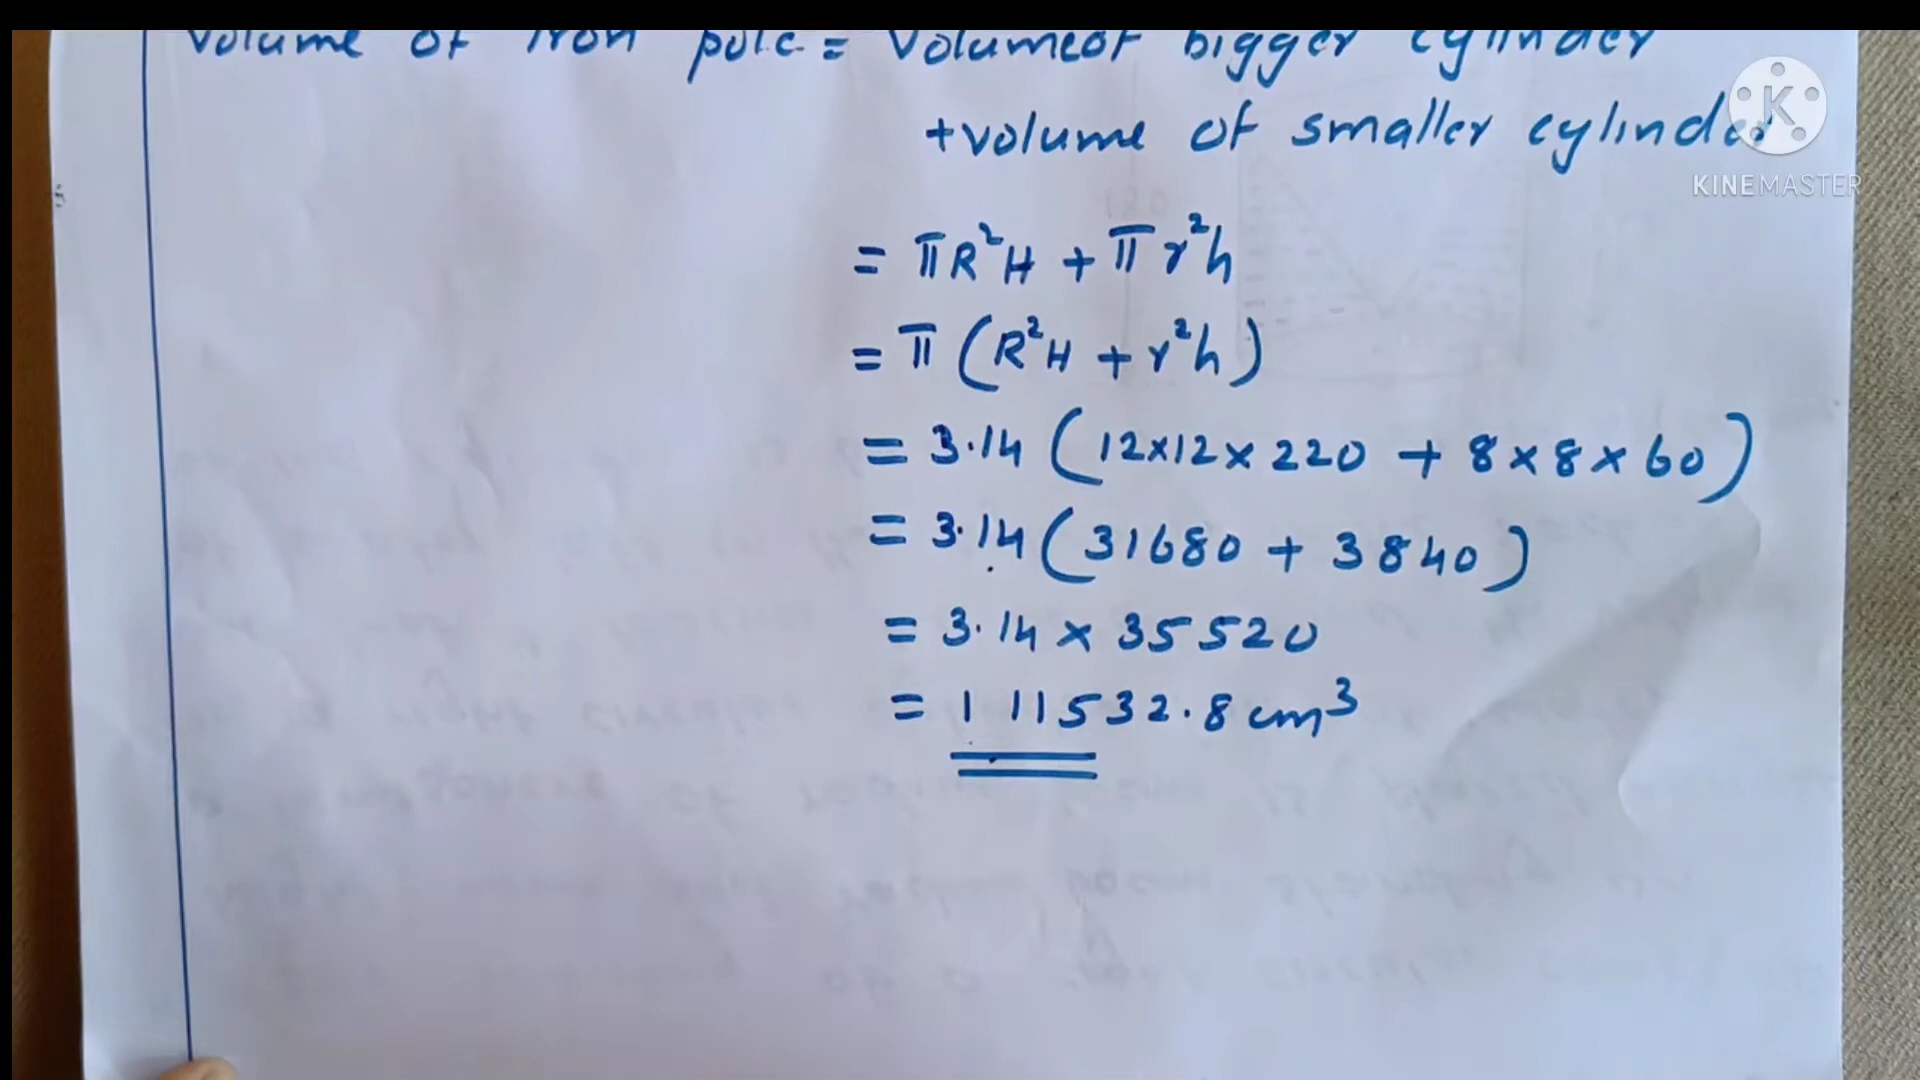 volume of iron pole = volume of bigger cylinder
+ volume of smaller cylinder
= πR²H + πr²h
= π (R²H + r²h)
= 3.14 (12×12×220 + 8×8×60)
= 3.14 (31680 + 3840)
= 3.14 × 35520
= 111532.8 cm³
K
KINEMASTER